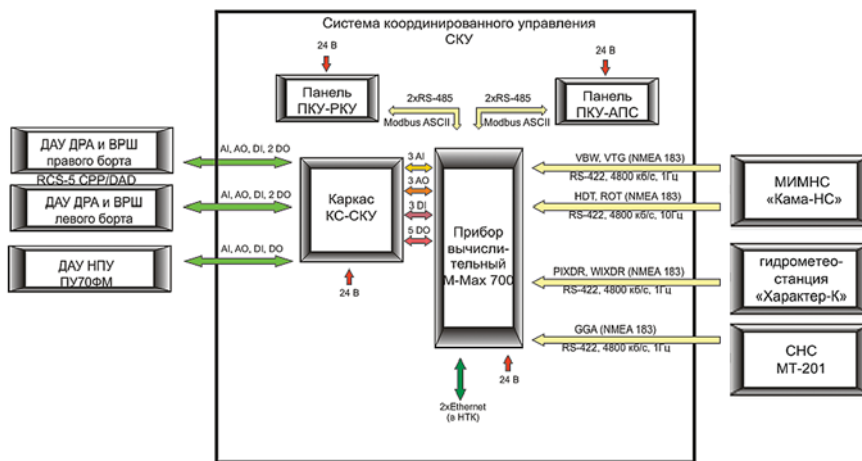 Система координированного управления
СКУ
24 В
24 В
Панель
ПКУ-РКУ
2xRS-485
Modbus ASCII
2xRS-485
Modbus ASCII
Панель
ПКУ-АПС
ДАУ ДРА и ВРШ
правого борта
RCS-5 CPP/DAD
ДАУ ДРА и ВРШ
левого борта
ДАУ НПУ
ПУ70ФМ
AI, AO, DI, 2 DO
AI, AO, DI, 2 DO
AI, AO, DI, DO
Каркас
КС-СКУ
24 В
3 AI
3 AO
3 DI
5 DO
Прибор
вычисли-
тельный
M-Max 700
24 В
2xEthernet
(в НТК)
VBW, VTG (NMEA 183)
RS-422, 4800 кб/с, 1Гц
HDT, ROT (NMEA 183)
RS-422, 4800 кб/с, 10Гц
PIXDR, WIXDR (NMEA 183)
RS-422, 4800 кб/с, 1Гц
GGA (NMEA 183)
RS-422, 4800 кб/с, 1Гц
МИМНС
«Кама-НС»
гидрометео-
станция
«Характер-К»
СНС
МТ-201